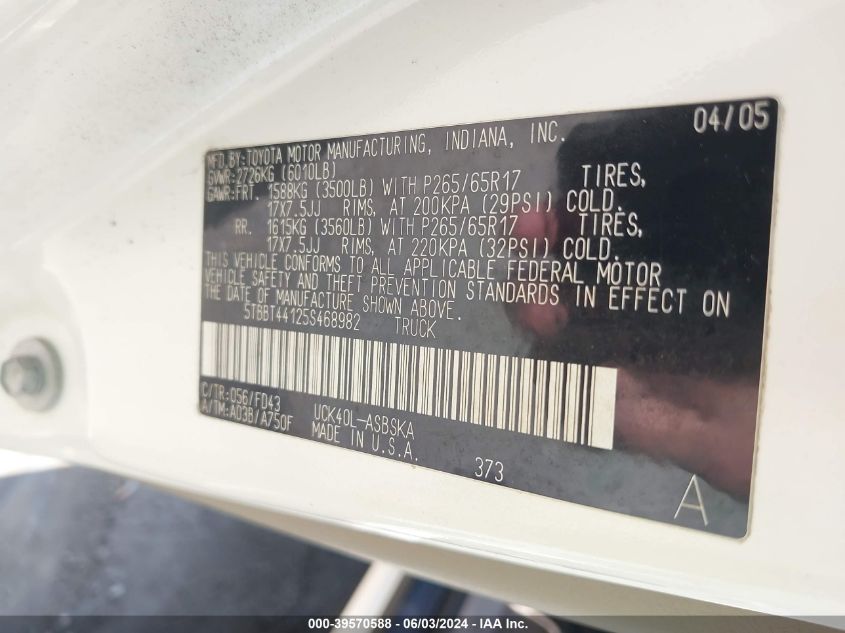 04/05
MFD.BY:TOYOTA MOTOR MANUFACTURING, INDIANA, INC.
GVWR:2726KG (6010LB)
GAWR:FRT. 1588KG (3500LB) WITH P265/65R17 TIRES,
17X7.5JJ RIMS, AT 200KPA (29PSI) COLD.
RR. 1615KG (3560LB) WITH P265/65R17 TIRES,
17X7.5JJ RIMS, AT 220KPA (32PSI) COLD.
THIS VEHICLE CONFORMS TO ALL APPLICABLE FEDERAL MOTOR
VEHICLE SAFETY AND THEFT PREVENTION STANDARDS IN EFFECT ON
THE DATE OF MANUFACTURE SHOWN ABOVE.
5TBBT44125S468982 TRUCK
C/TR:056/FD43
A/TM:A03B/A750F
UCK40L-ASBSKA
MADE IN U.S.A.
373
A
000-39570588 - 06/03/2024 - IAA Inc.